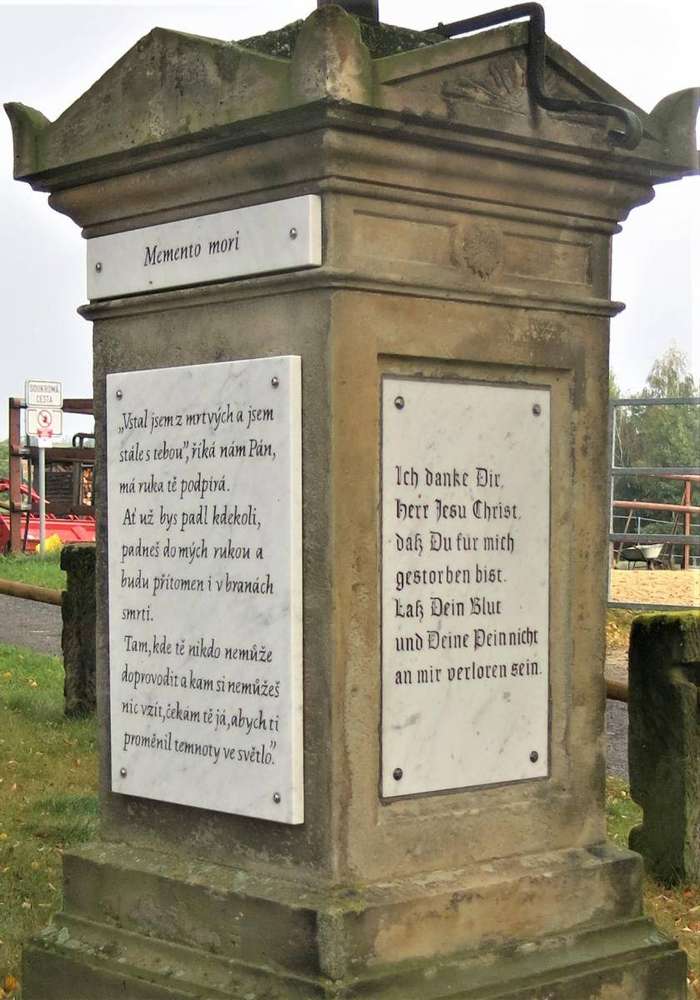 Memento mori
„Vstal jsem z mrtvých a jsem
stále s tebou”, říká nám Pán,
má ruka tě podpírá.
Ať už bys padl kdekoli,
padneš do mých rukou a
budu přítomen i v branách
smrti.
Tam, kde tě nikdo nemůže
doprovodit a kam si nemůžeš
nic vzít, čekám tě já, abych ti
proměnil temnoty ve světlo.”
Ich danke Dir,
Herr Jesu Christ,
daß Du fur mich
gestorben bist.
Laß Dein Blut
und Deine Pein nicht
an mir verloren sein.
SOUKROMÁ
CESTA